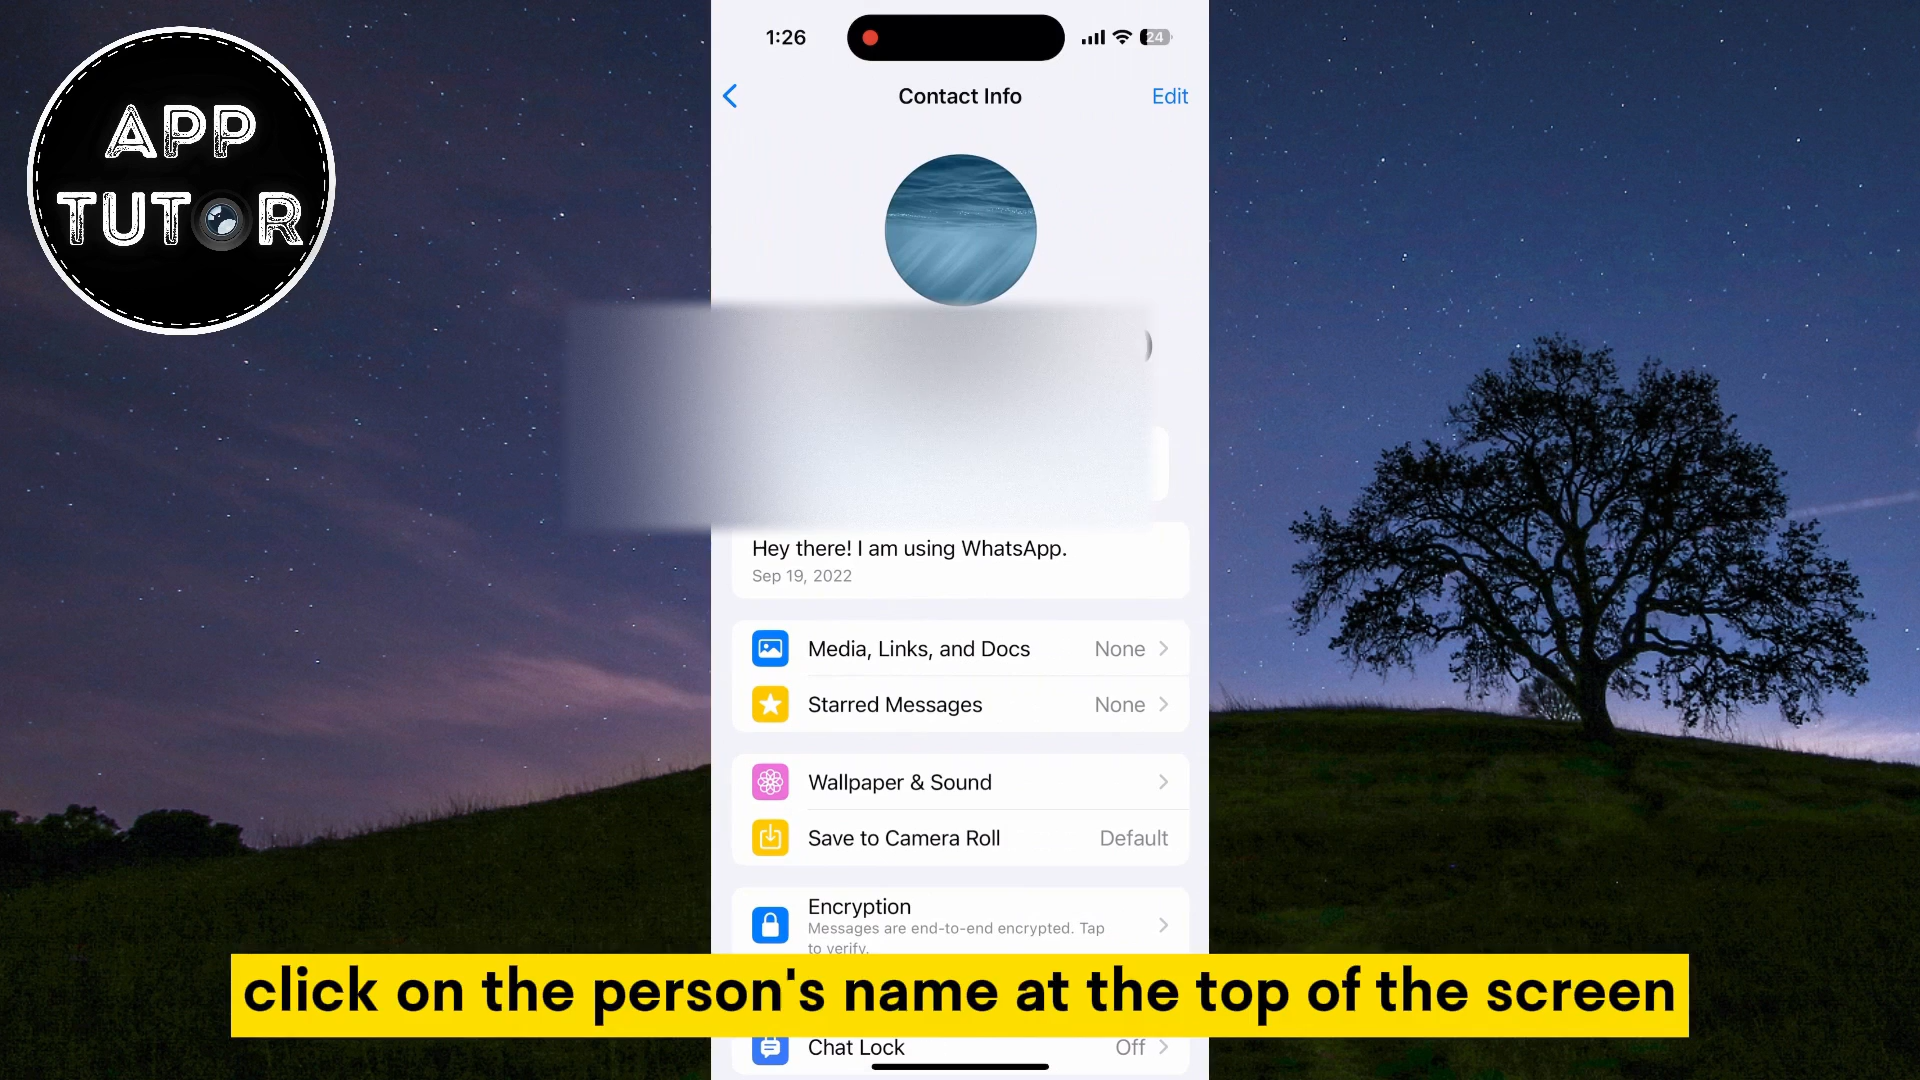 APP
TUTOR
1:26
24
Contact Info
Edit
Hey there! I am using WhatsApp.
Sep 19, 2022
Media, Links, and Docs None
Starred Messages None
Wallpaper & Sound
Save to Camera Roll Default
Encryption
Messages are end-to-end encrypted. Tap
to verify.
click on the person's name at the top of the screen
Chat Lock Off